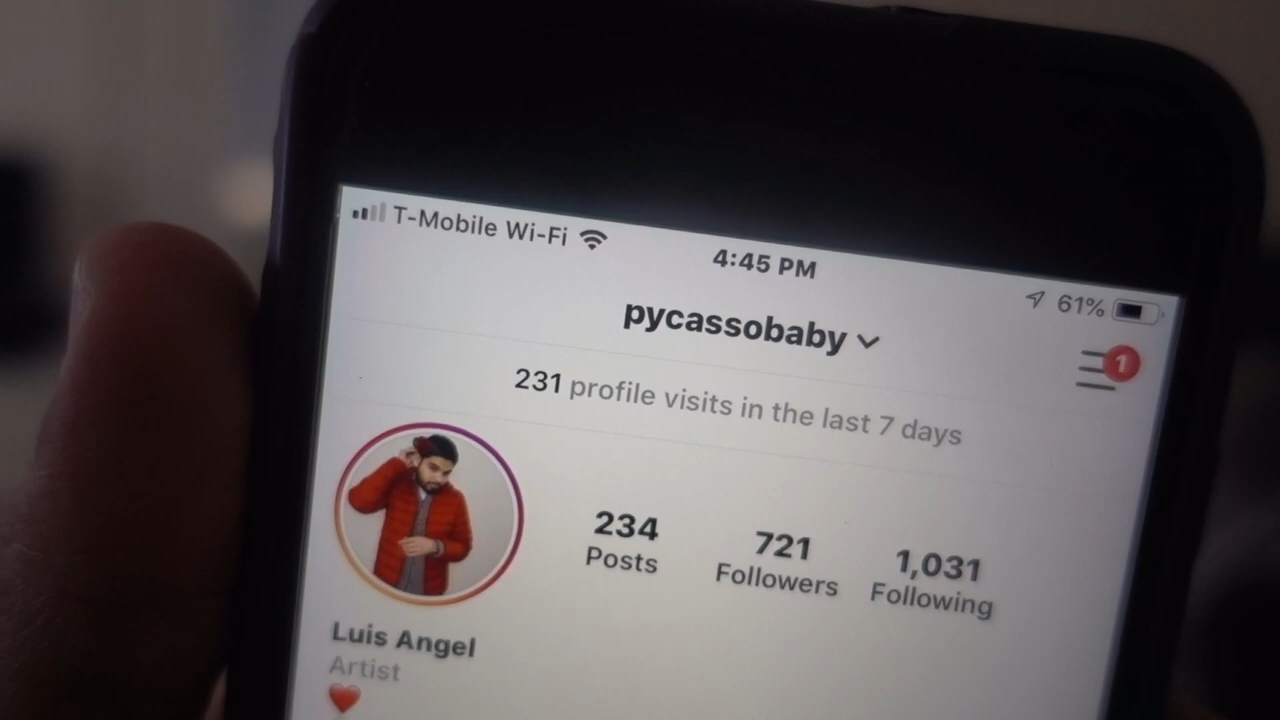 T-Mobile Wi-Fi 4:45 PM 61%
pycassobaby
1
231 profile visits in the last 7 days
234 721 1,031
Posts Followers Following
Luis Angel
Artist